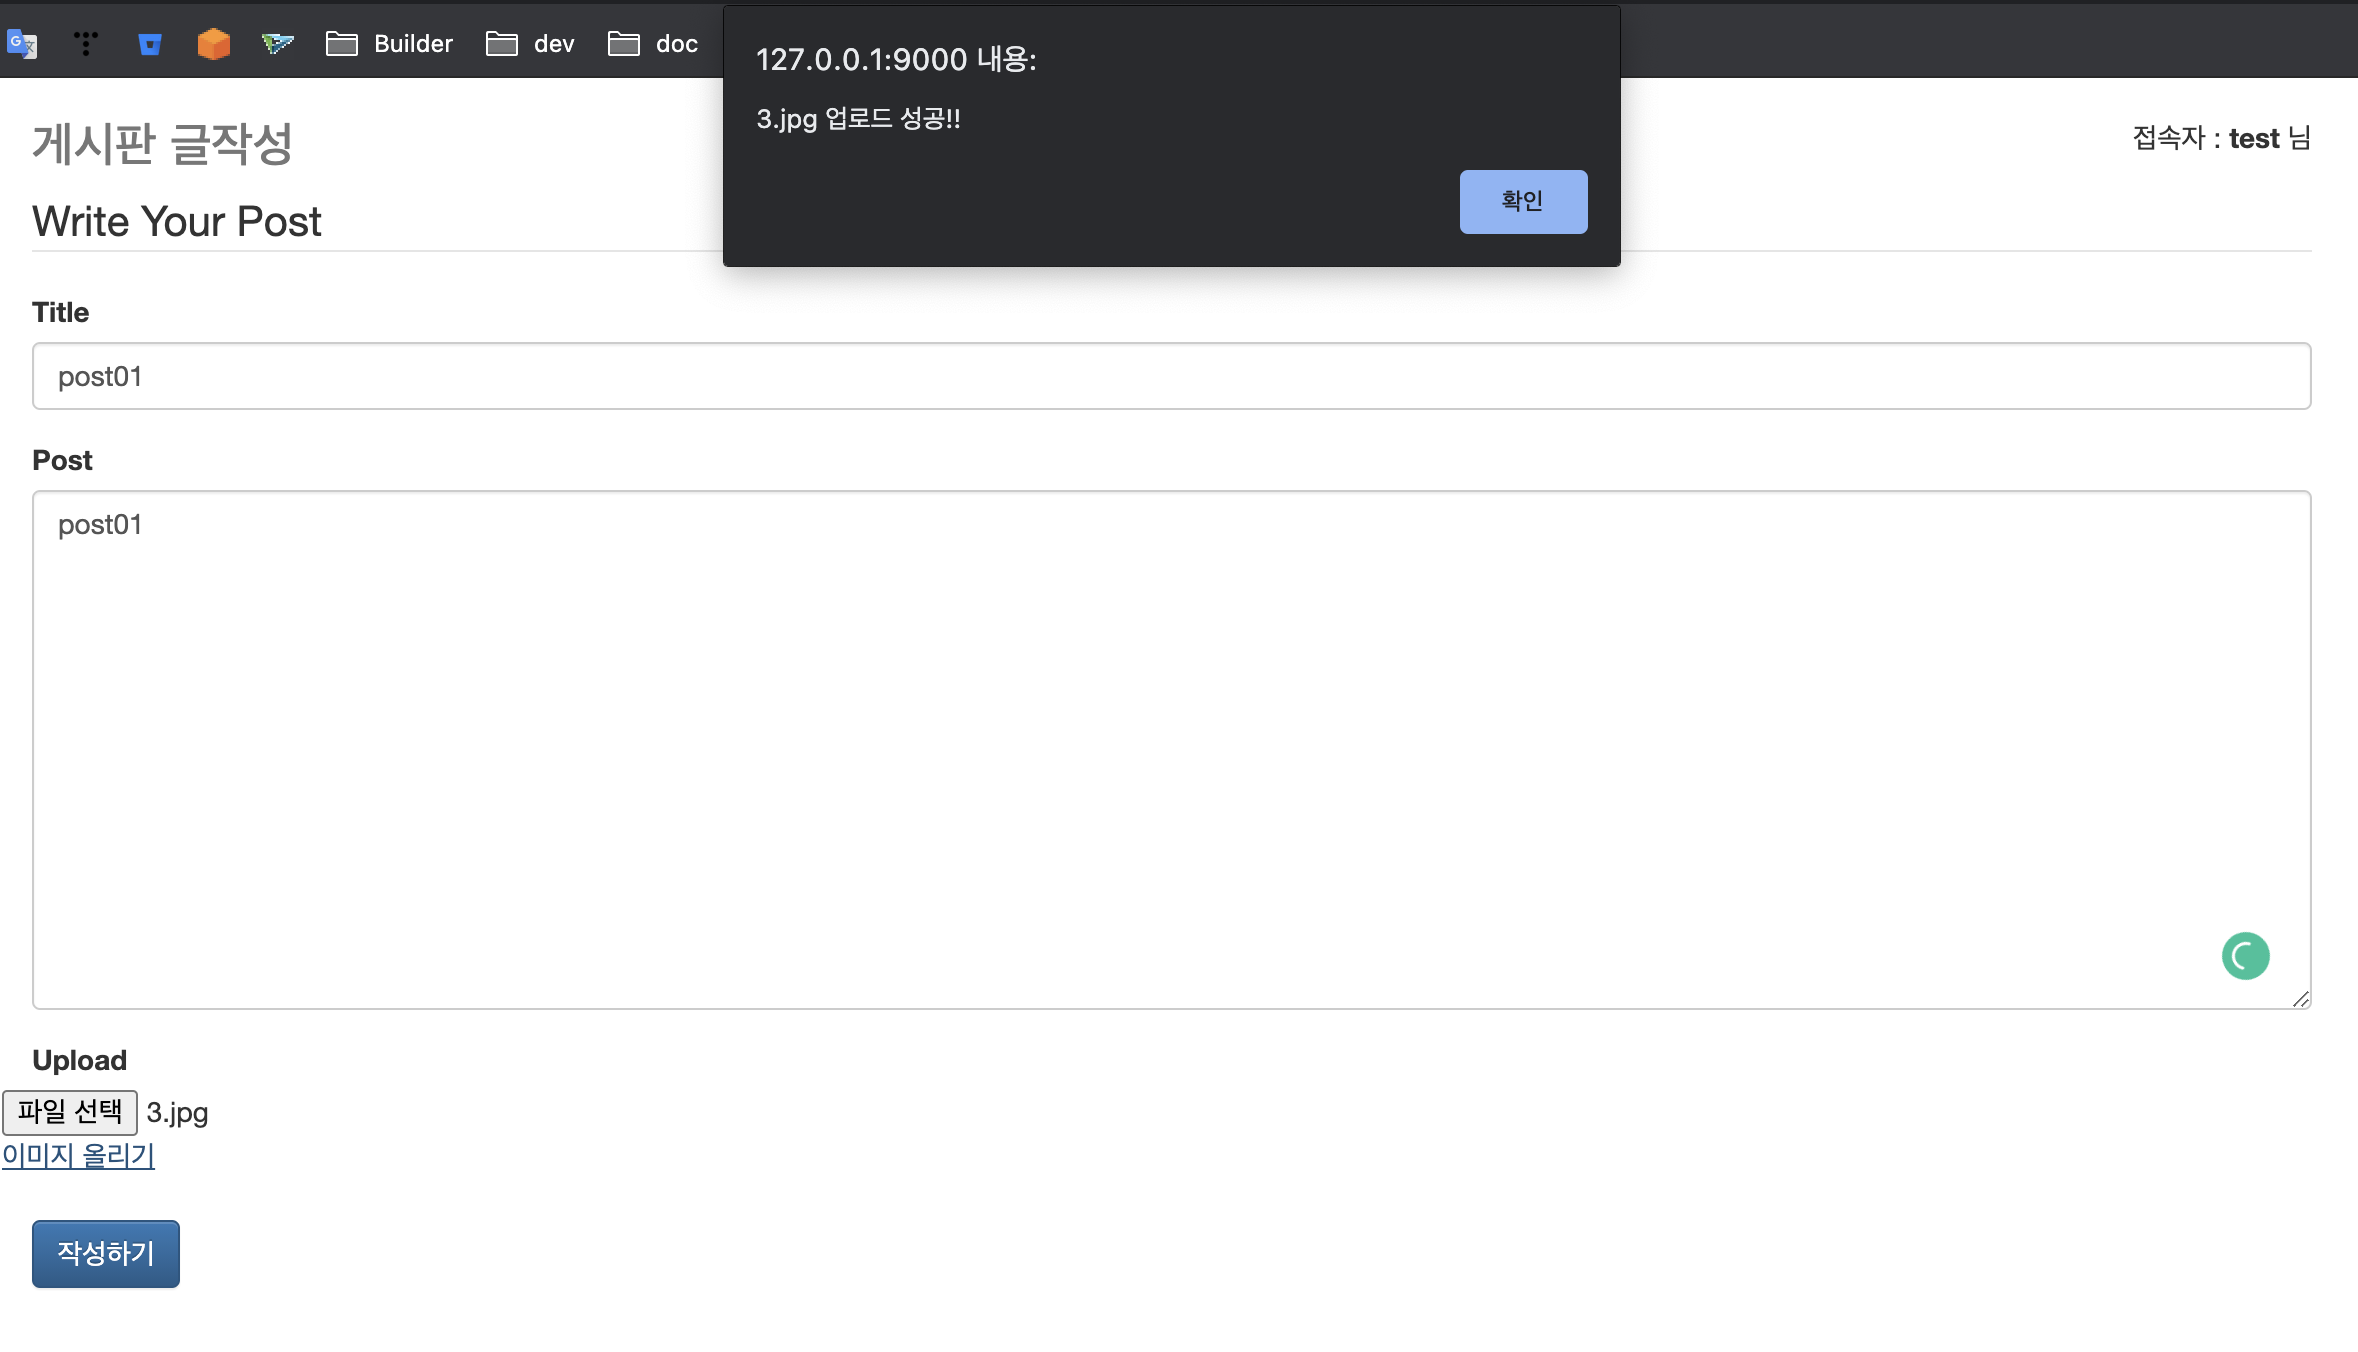 Builder dev doc
127.0.0.1:9000 내용:
3.jpg 업로드 성공!!
확인
게시판 글작성
접속자 : test 님
Write Your Post
Title
post01
Post
post01
Upload
파일 선택 3.jpg
이미지 올리기
작성하기